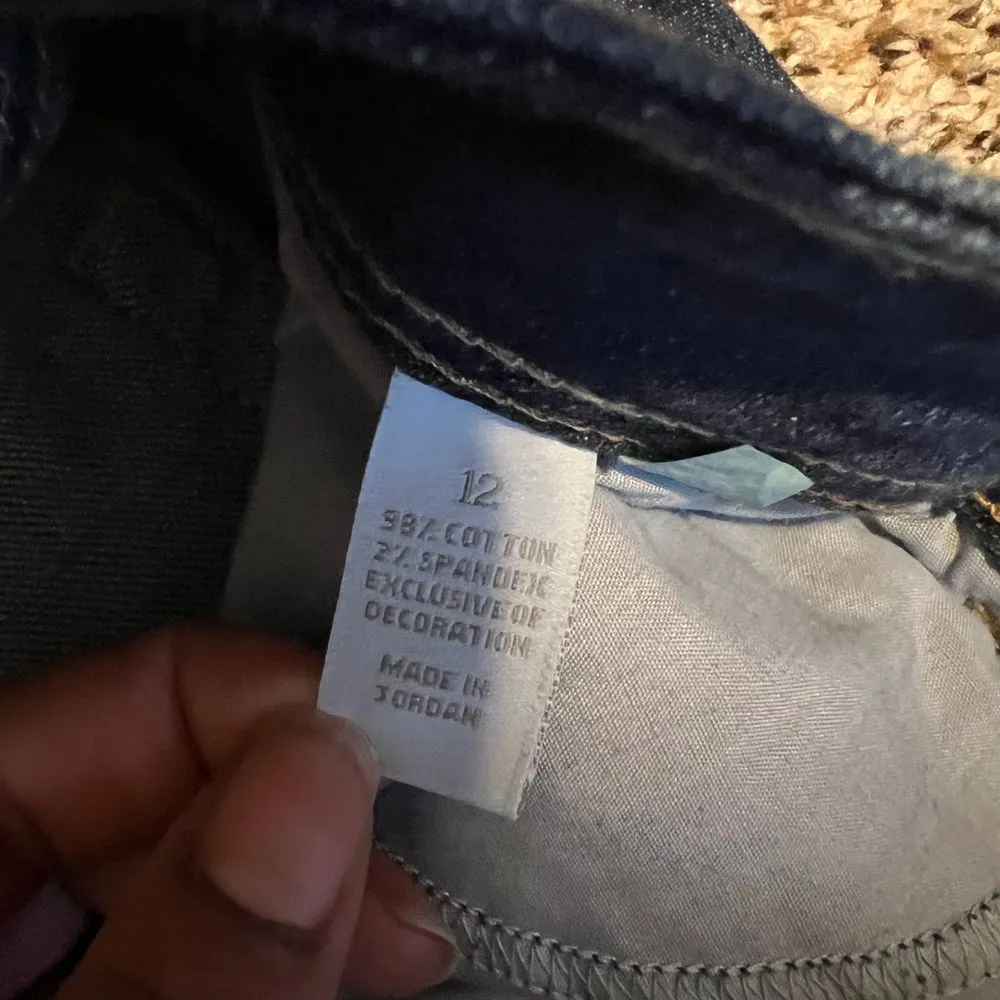 12
98% COTTON
2% SPANDEX
EXCLUSIVE OF
DECORATION
MADE IN
JORDAN